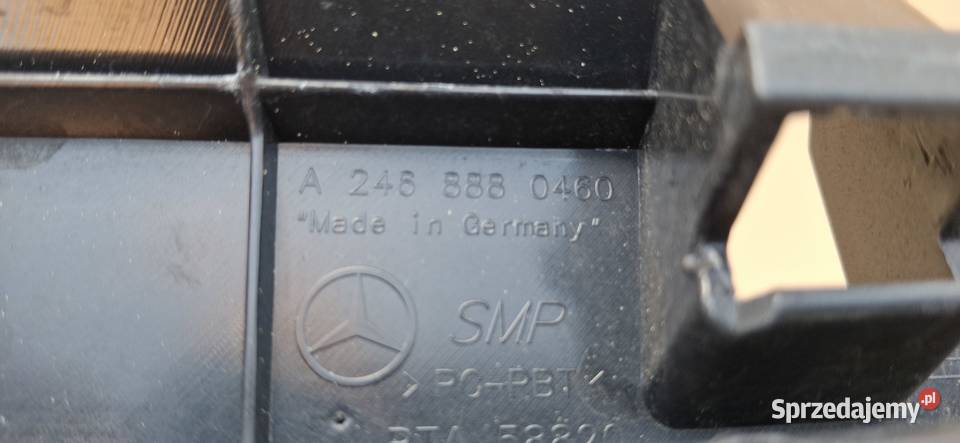 A 246 888 0460
"Made in Germany"
SMP
>PC-PBT<
Sprzedajemy.pl